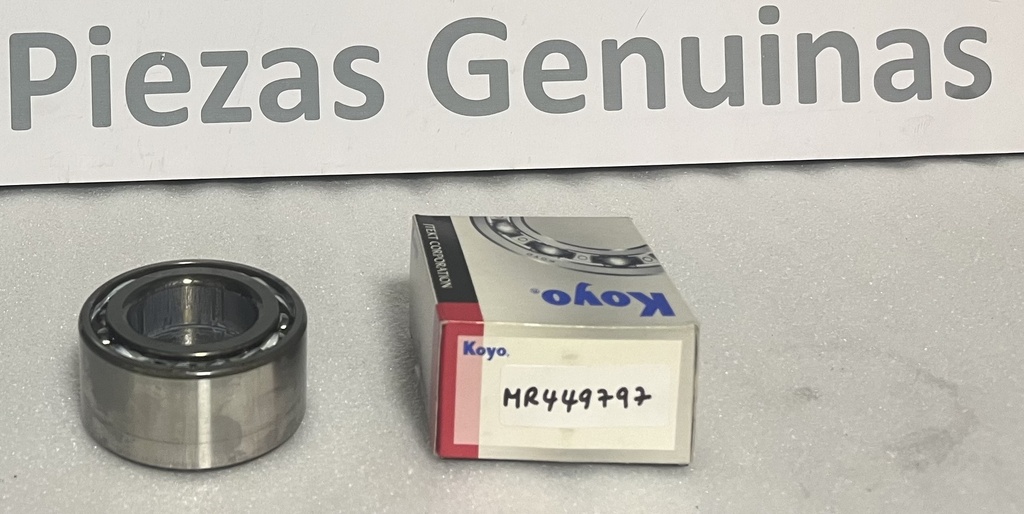 Piezas Genuinas
JTEKT CORPORATION
Koyo®
Koyo®
MR449797